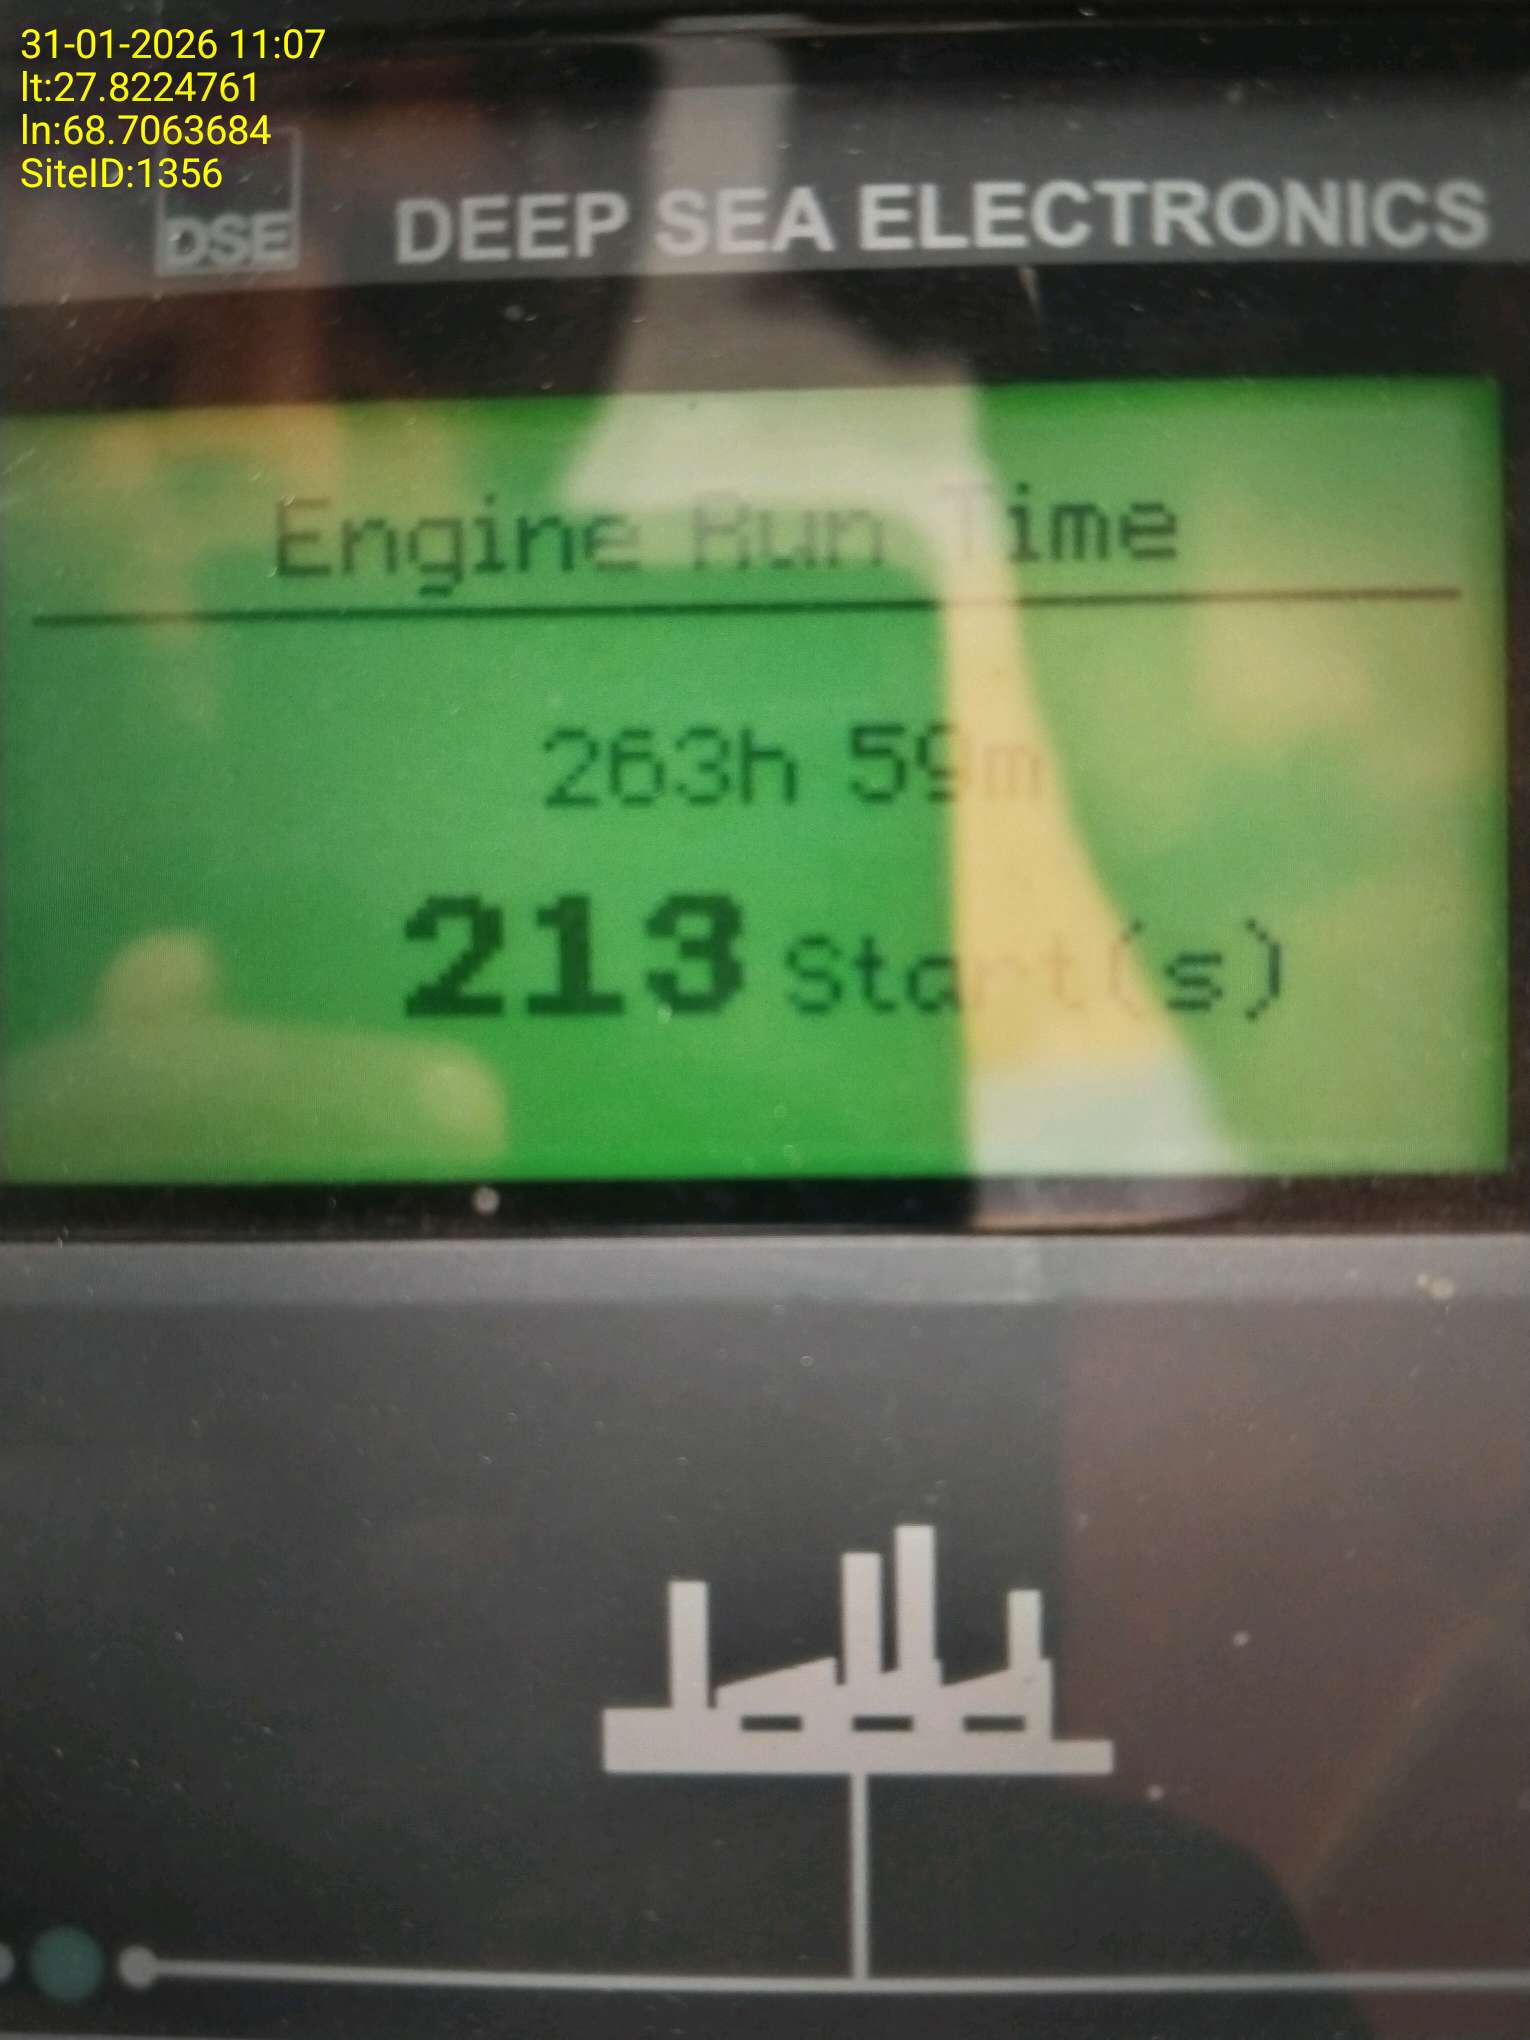 31-01-2026 11:07
lt:27.8224761
ln:68.7063684
SiteID:1356
DSE DEEP SEA ELECTRONICS
Engine Run Time
263h 59m
213 Start(s)